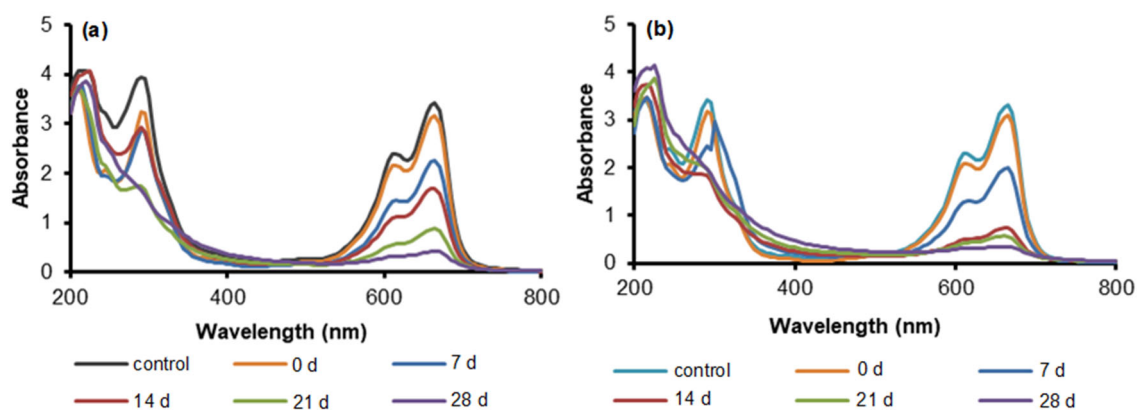 (a)
5
4
3
2
1
0
Absorbance
200 400 600 800
Wavelength (nm)
control 0 d 7 d
14 d 21 d 28 d
(b)
5
4
3
2
1
0
Absorbance
200 400 600 800
Wavelength (nm)
control 0 d 7 d
14 d 21 d 28 d